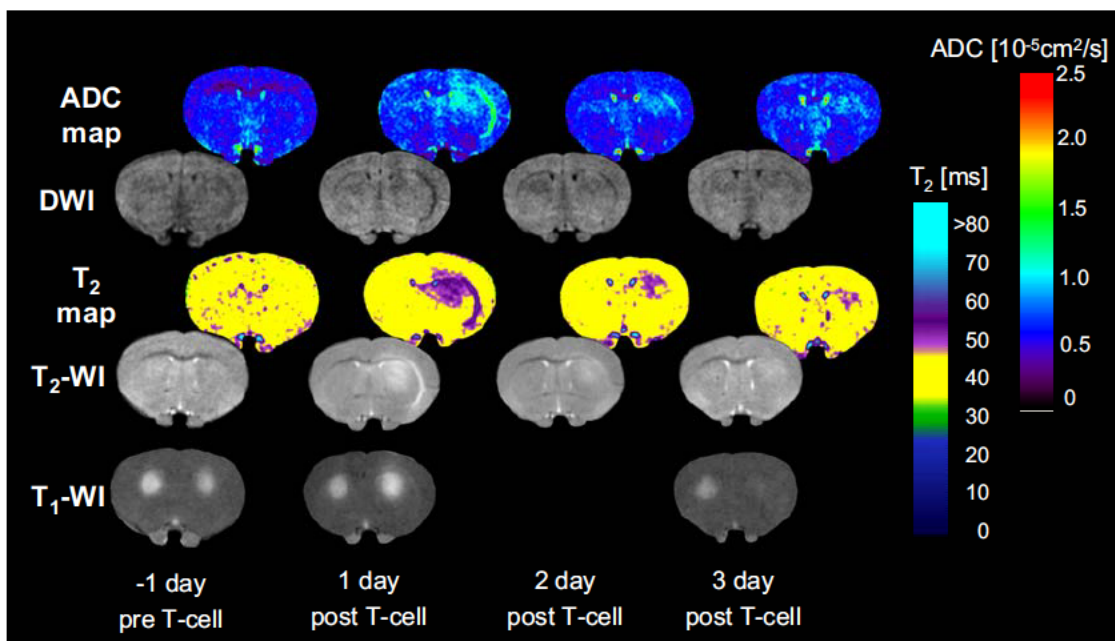 ADC [10-5cm2/s]
ADC
map
2.5
2.0
DWI
T2 [ms]
>80
1.5
T2
map
70
60
1.0
50
T2-WI
40
0.5
30
0
20
T1-WI
10
0
-1 day
1 day
2 day
3 day
pre T-cell
post T-cell
post T-cell
post T-cell